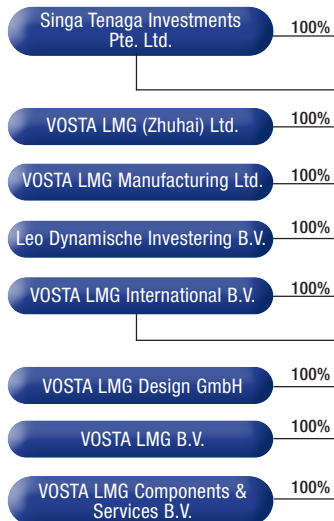 Singa Tenaga Investments
Pte. Ltd.
100%
VOSTA LMG (Zhuhai) Ltd.
100%
VOSTA LMG Manufacturing Ltd.
100%
Leo Dynamische Investering B.V.
100%
VOSTA LMG International B.V.
100%
VOSTA LMG Design GmbH
100%
VOSTA LMG B.V.
100%
VOSTA LMG Components &
Services B.V.
100%